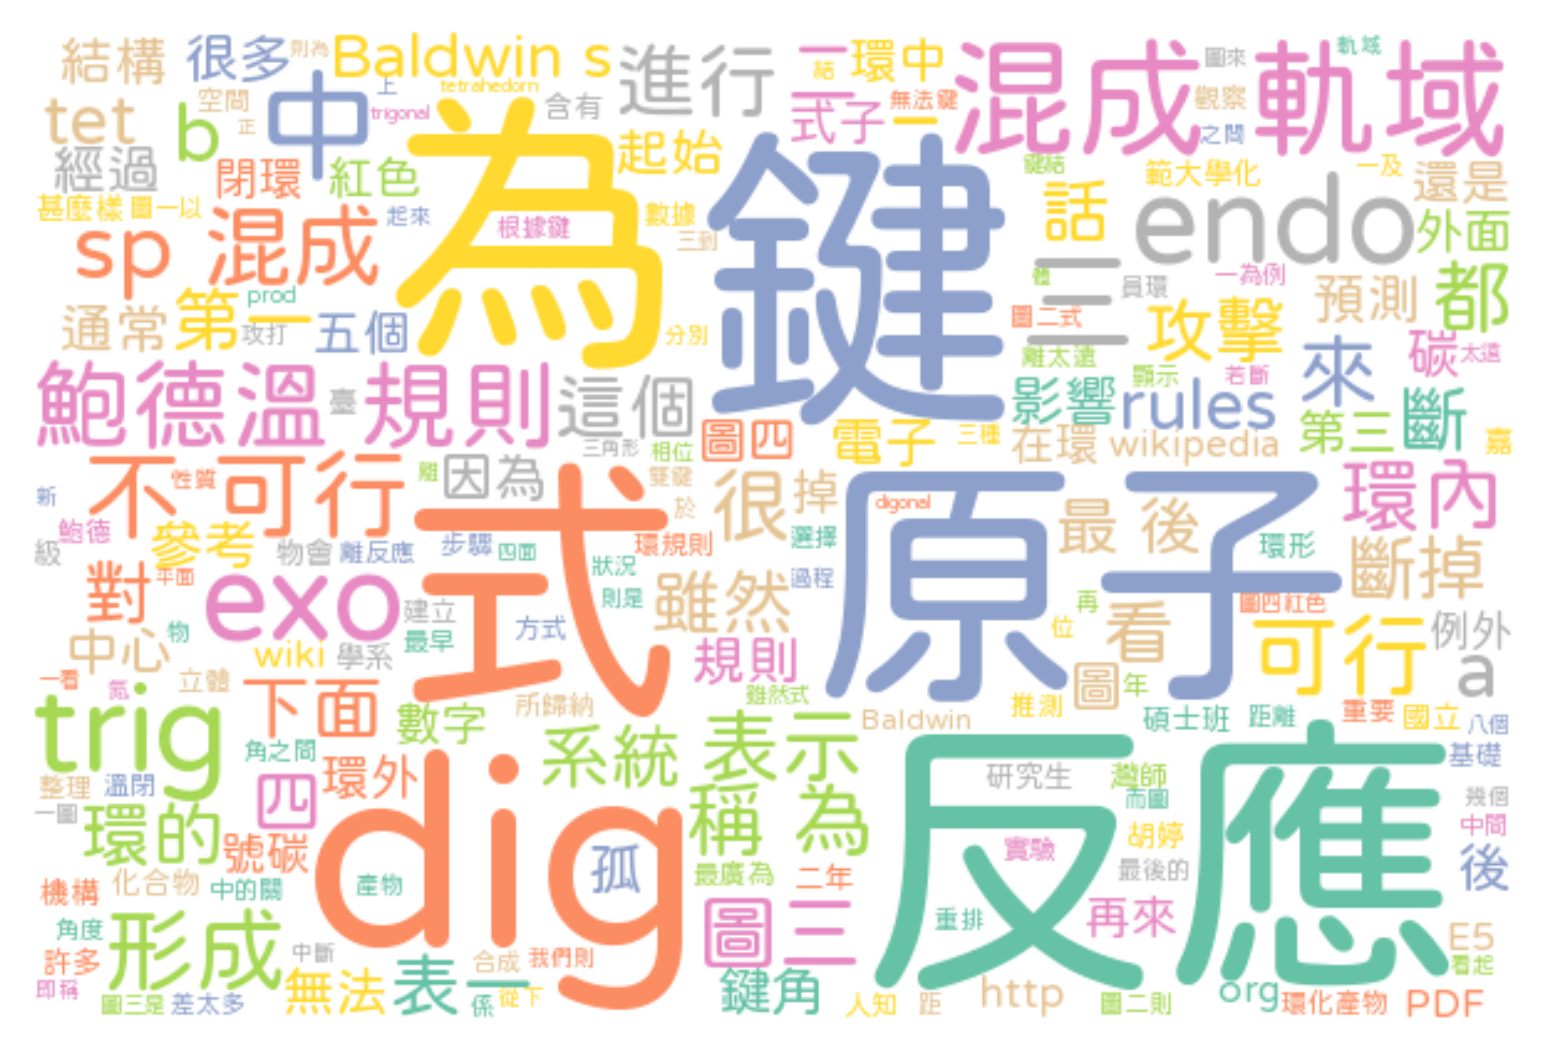 結構 很多 則為 Baldwin s 進行 二 環中 混成軌域 圖來 軌域
tet 空間 上 tetrahedorn 結 無法鍵 觀察
b 正 中 trigonal 含有 式子 一 之間
經過 閉環 紅色 為 起始 鍵 鍵結 範大學化 一及 還是
甚麼樣 圖一以 起來 根據鍵 數據 話 endo 外面
sp 混成 三到 三 體 員環 一為例 預測 都
通常 第一 prod 攻打 五個 分別 圖二式 攻擊
離太遠 顯示 若斷 來 碳 太遠
鮑德溫 臺 規則 這個 影響 rules 第三 斷
三角形 相位 圖四 電子 三種 在環 wikipedia 嘉
不可行 性質 離 因為 雙鍵 很 掉 digonal 環內
新 於 原子 最後
鮑德 參考 物會 離反應 步驟 四面 環規則 選擇 環形 斷掉
級 對 平面 exo 式 狀況 雖然 過程
建立 則是 再 圖四紅色
物 最早 方式 位 看 可行 例外
中心 wiki 學系 規則 圖 a
一看 氮 立體 所歸納 雖然式 年
trig 下面 數字 Baldwin 推測 碩士班 距離 重要 國立 八個
角之間 系統 表示 反應 基礎
整理 溫閉 四 環外 dig 研究生 灣師
一圖 環的 稱為 而圖 幾個
號碳 孤 實驗 胡婷 中間
機構 化合物 中的關 產物 最廣為 二年 最後的 後
角度 形成 圖三 重排 再來 E5
許多 中斷 合成 我們則 看起
即稱 無法 表一 鍵角 http org
圖三是 差太多 係 從下 人知 距 圖二則 環化產物 PDF